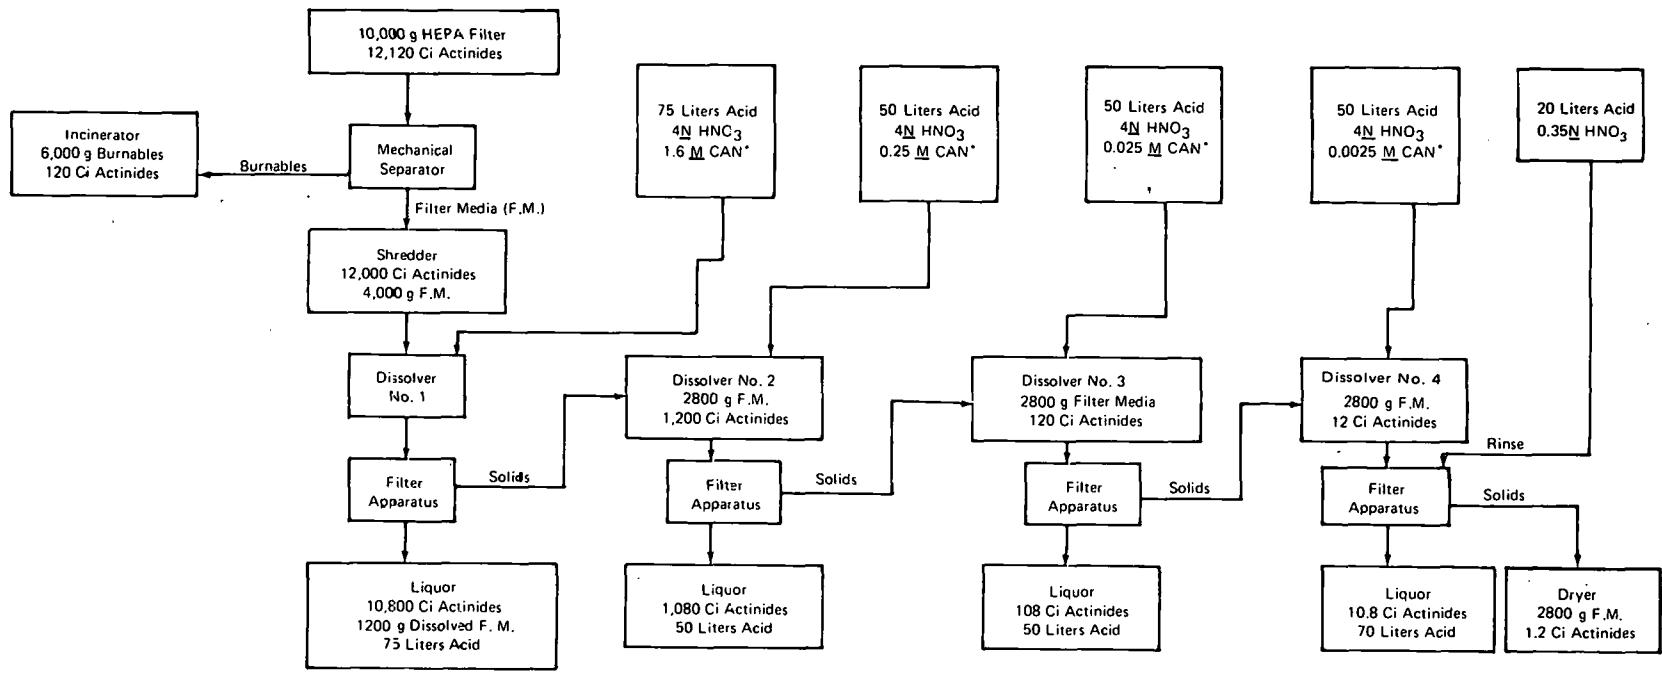 10,000 g HEPA Filter
12,120 Ci Actinides
Incinerator
6,000 g Burnables
120 Ci Actinides
Burnables
Mechanical
Separator
Filter Media (F.M.)
Shredder
12,000 Ci Actinides
4,000 g F.M.
75 Liters Acid
4N HNO3
1.6 M CAN*
50 Liters Acid
4N HNO3
0.25 M CAN*
50 Liters Acid
4N HNO3
0.025 M CAN*
50 Liters Acid
4N HNO3
0.0025 M CAN*
20 Liters Acid
0.35N HNO3
Dissolver
No. 1
Dissolver No. 2
2800 g F.M.
1,200 Ci Actinides
Dissolver No. 3
2800 g Filter Media
120 Ci Actinides
Dissolver No. 4
2800 g F.M.
12 Ci Actinides
Rinse
Filter
Apparatus
Solids
Filter
Apparatus
Solids
Filter
Apparatus
Solids
Filter
Apparatus
Solids
Liquor
10,800 Ci Actinides
1200 g Dissolved F. M.
75 Liters Acid
Liquor
1,080 Ci Actinides
50 Liters Acid
Liquor
108 Ci Actinides
50 Liters Acid
Liquor
10.8 Ci Actinides
70 Liters Acid
Dryer
2800 g F.M.
1.2 Ci Actinides